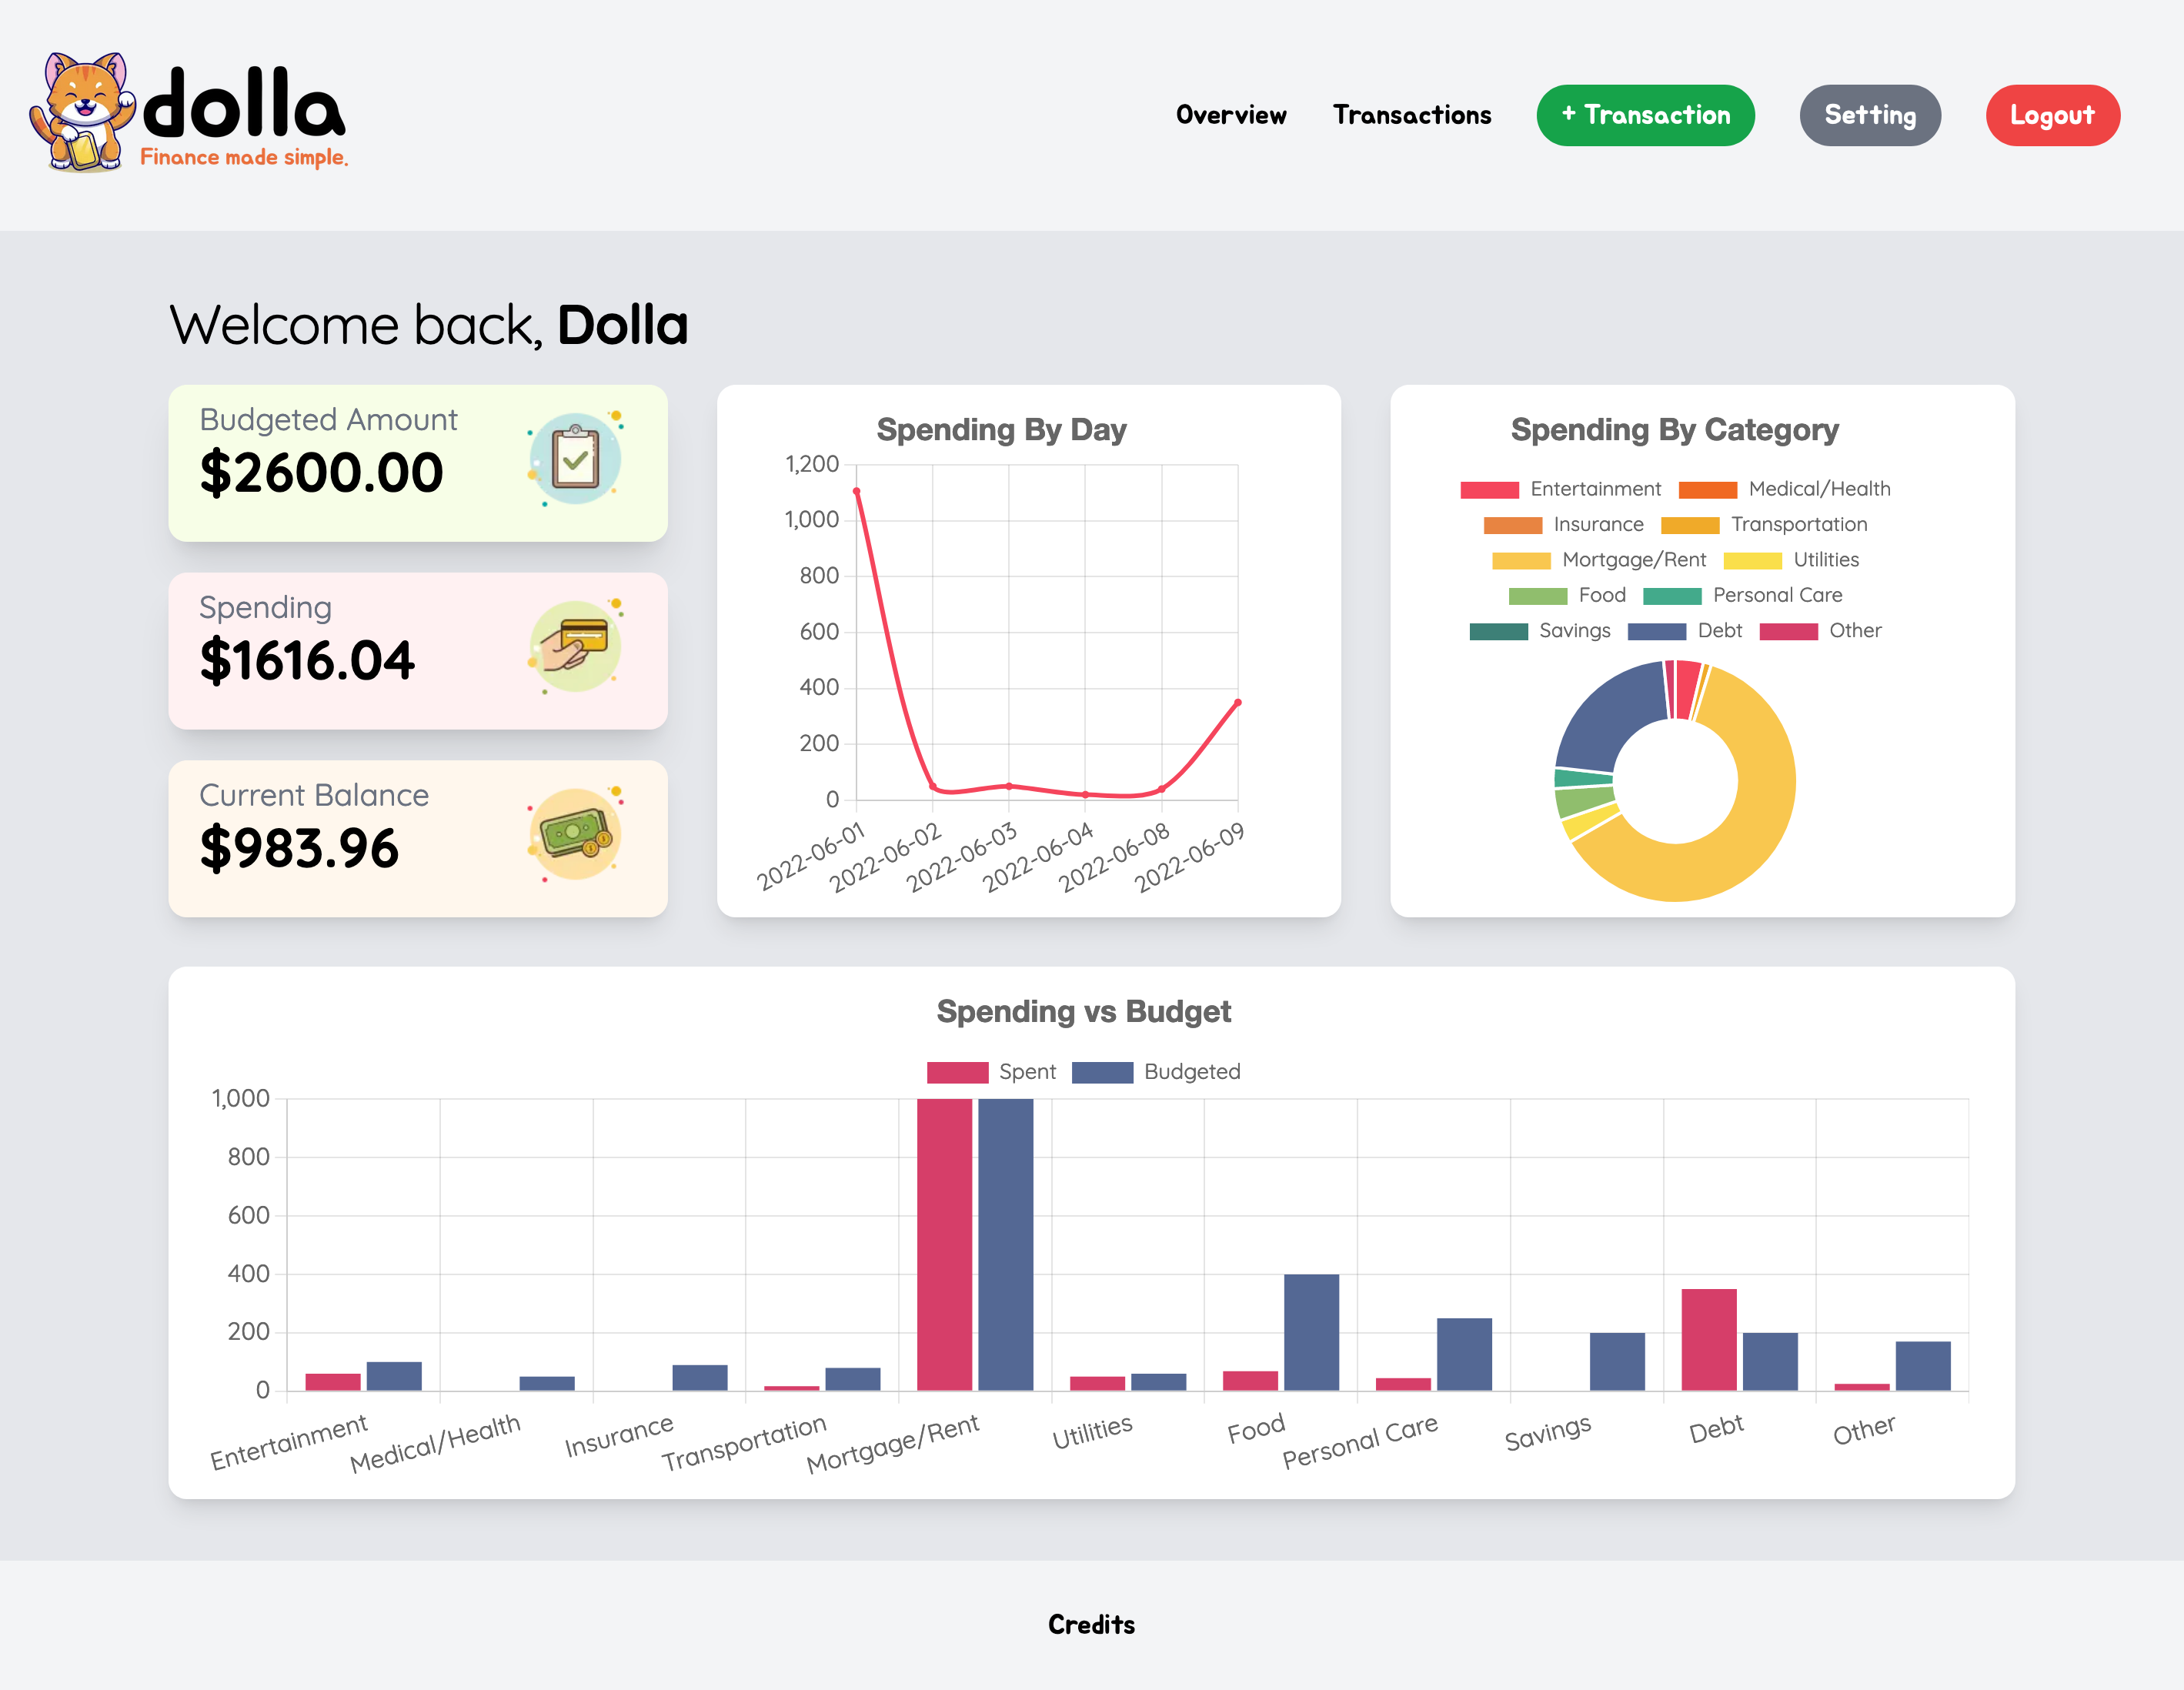 dolla
Finance made simple.
Overview Transactions + Transaction Setting Logout
Welcome back, Dolla
Budgeted Amount
$2600.00
Spending
$1616.04
Current Balance
$983.96
Spending By Day
1,200
1,000
800
600
400
200
0
2022-06-01 2022-06-02 2022-06-03 2022-06-04 2022-06-08 2022-06-09
Spending By Category
Entertainment Medical/Health
Insurance Transportation
Mortgage/Rent Utilities
Food Personal Care
Savings Debt Other
Spending vs Budget
Spent Budgeted
1,000
800
600
400
200
0
Entertainment Medical/Health Insurance Transportation Mortgage/Rent Utilities Food Personal Care Savings Debt Other
Credits